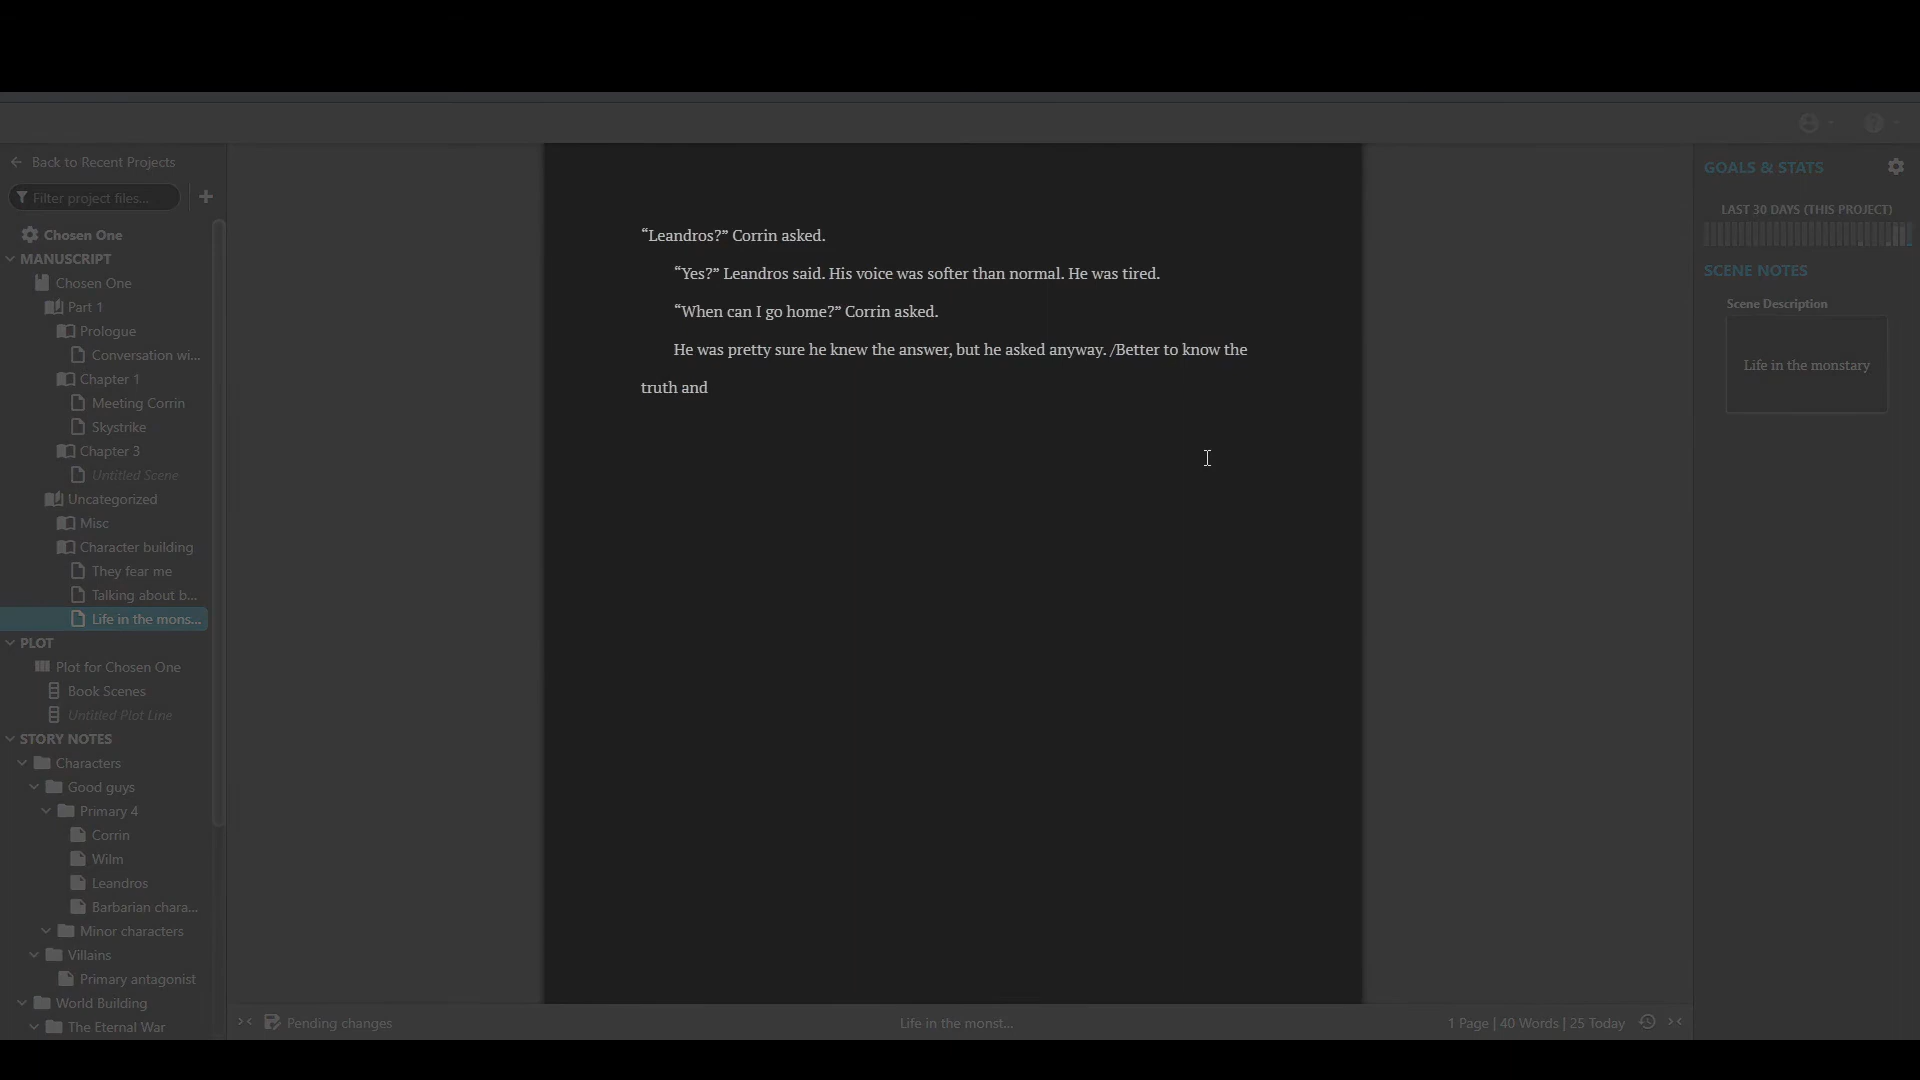 Back to Recent Projects
Filter project files...
Chosen One
MANUSCRIPT
Chosen One
Part 1
Prologue
Conversation wi...
Chapter 1
Meeting Corrin
Skystrike
Chapter 3
Untitled Scene
Uncategorized
Misc
Character building
They fear me
Talking about b...
Life in the mons...
PLOT
Plot for Chosen One
Book Scenes
Untitled Plot Line
STORY NOTES
Characters
Good guys
Primary 4
Corrin
Wilm
Leandros
Barbarian chara...
Minor characters
Villains
Primary antagonist
World Building
The Eternal War
“Leandros?” Corrin asked.
“Yes?” Leandros said. His voice was softer than normal. He was tired.
“When can I go home?” Corrin asked.
He was pretty sure he knew the answer, but he asked anyway. /Better to know the
truth and
Pending changes
Life in the monst...
1 Page | 40 Words | 25 Today
GOALS & STATS
LAST 30 DAYS (THIS PROJECT)
SCENE NOTES
Scene Description
Life in the monstary